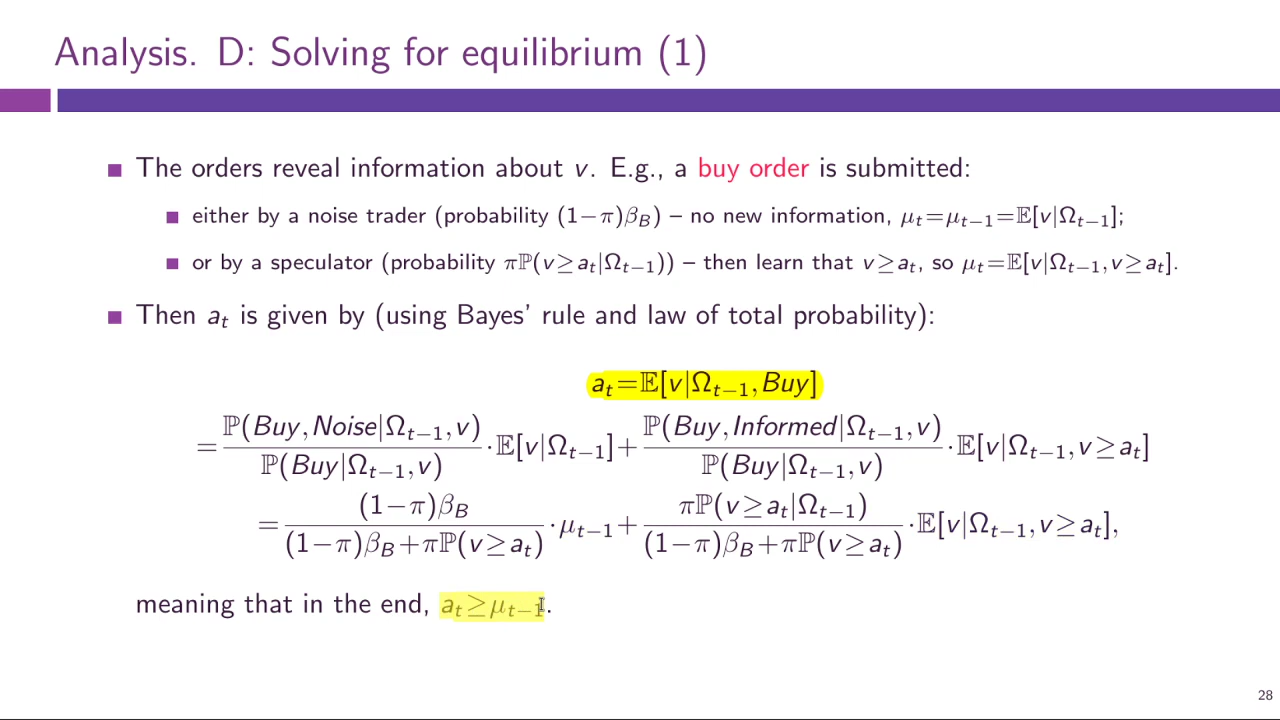 Analysis. D: Solving for equilibrium (1)
■ The orders reveal information about v. E.g., a buy order is submitted:
■ either by a noise trader (probability (1−π)β_B) – no new information, μ_t=μ_{t−1}=𝔼[v|Ω_{t−1}];
■ or by a speculator (probability πℙ(v≥a_t|Ω_{t−1})) – then learn that v≥a_t, so μ_t=𝔼[v|Ω_{t−1},v≥a_t].
■ Then a_t is given by (using Bayes' rule and law of total probability):
a_t=𝔼[v|Ω_{t−1},Buy]
= ℙ(Buy,Noise|Ω_{t−1},v) / ℙ(Buy|Ω_{t−1},v) ·𝔼[v|Ω_{t−1}]+ ℙ(Buy,Informed|Ω_{t−1},v) / ℙ(Buy|Ω_{t−1},v) ·𝔼[v|Ω_{t−1},v≥a_t]
= (1−π)β_B / (1−π)β_B+πℙ(v≥a_t) ·μ_{t−1}+ πℙ(v≥a_t|Ω_{t−1}) / (1−π)β_B+πℙ(v≥a_t) ·𝔼[v|Ω_{t−1},v≥a_t],
meaning that in the end, a_t≥μ_{t−1}.
28